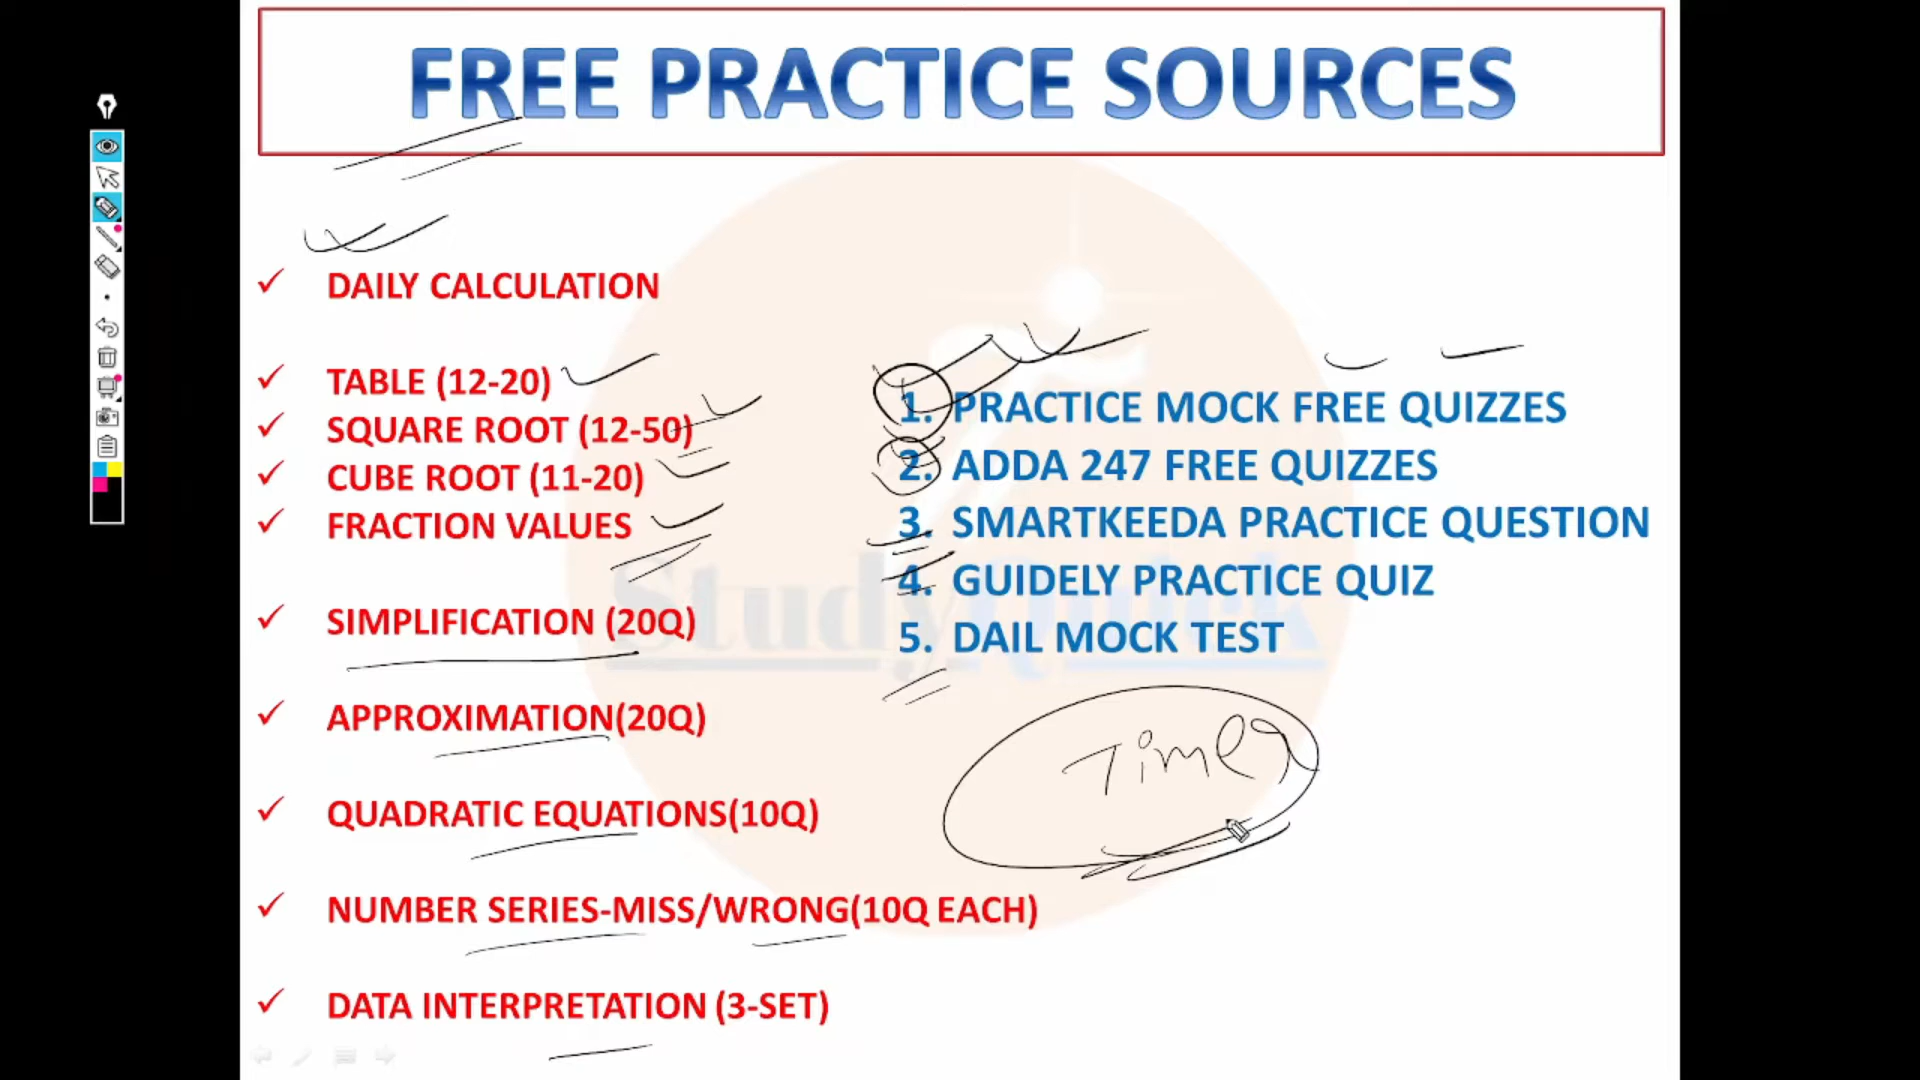 FREE PRACTICE SOURCES
DAILY CALCULATION
TABLE (12-20)
SQUARE ROOT (12-50)
CUBE ROOT (11-20)
FRACTION VALUES
SIMPLIFICATION (20Q)
APPROXIMATION(20Q)
QUADRATIC EQUATIONS(10Q)
NUMBER SERIES-MISS/WRONG(10Q EACH)
DATA INTERPRETATION (3-SET)
1. PRACTICE MOCK FREE QUIZZES
2. ADDA 247 FREE QUIZZES
3. SMARTKEEDA PRACTICE QUESTION
4. GUIDELY PRACTICE QUIZ
5. DAIL MOCK TEST
Timer
Study Quick